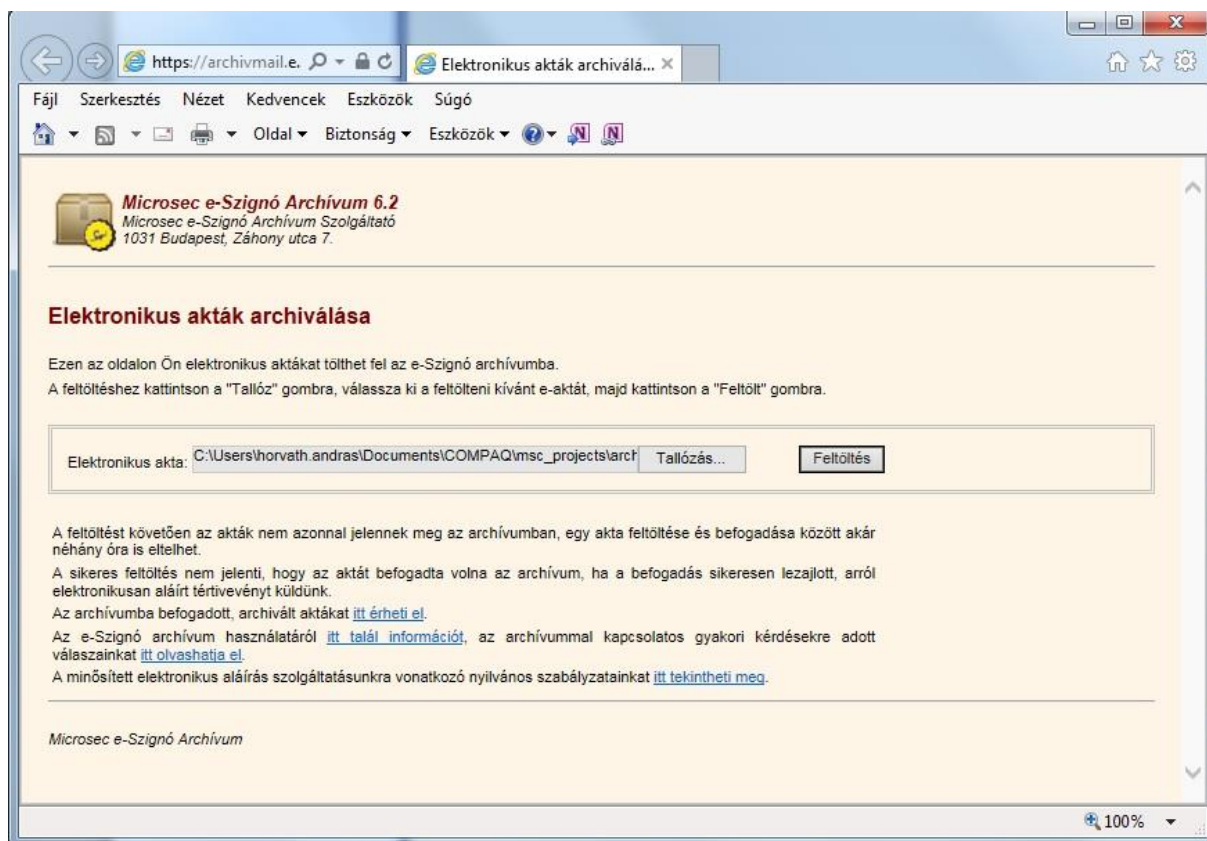 https://archivmail.e.
Elektronikus akták archiválá...
Fájl Szerkesztés Nézet Kedvencek Eszközök Súgó
Oldal Biztonság Eszközök
Microsec e-Szignó Archívum 6.2
Microsec e-Szignó Archívum Szolgáltató
1031 Budapest, Záhony utca 7.
Elektronikus akták archiválása
Ezen az oldalon Ön elektronikus aktákat tölthet fel az e-Szignó archívumba.
A feltöltéshez kattintson a "Tallóz" gombra, válassza ki a feltölteni kívánt e-aktát, majd kattintson a "Feltölt" gombra.
Elektronikus akta: C:\Users\horvath.andras\Documents\COMPAQ\msc_projects\arch Tallózás... Feltöltés
A feltöltést követően az akták nem azonnal jelennek meg az archívumban, egy akta feltöltése és befogadása között akár
néhány óra is eltelhet.
A sikeres feltöltés nem jelenti, hogy az aktát befogadta volna az archívum, ha a befogadás sikeresen lezajlott, arról
elektronikusan aláírt tértivevényt küldünk.
Az archívumba befogadott, archivált aktákat itt érheti el.
Az e-Szignó archívum használatáról itt talál információt, az archívummal kapcsolatos gyakori kérdésekre adott
válaszainkat itt olvashatja el.
A minősített elektronikus aláírás szolgáltatásunkra vonatkozó nyilvános szabályzatainkat itt tekintheti meg.
Microsec e-Szignó Archívum
100%